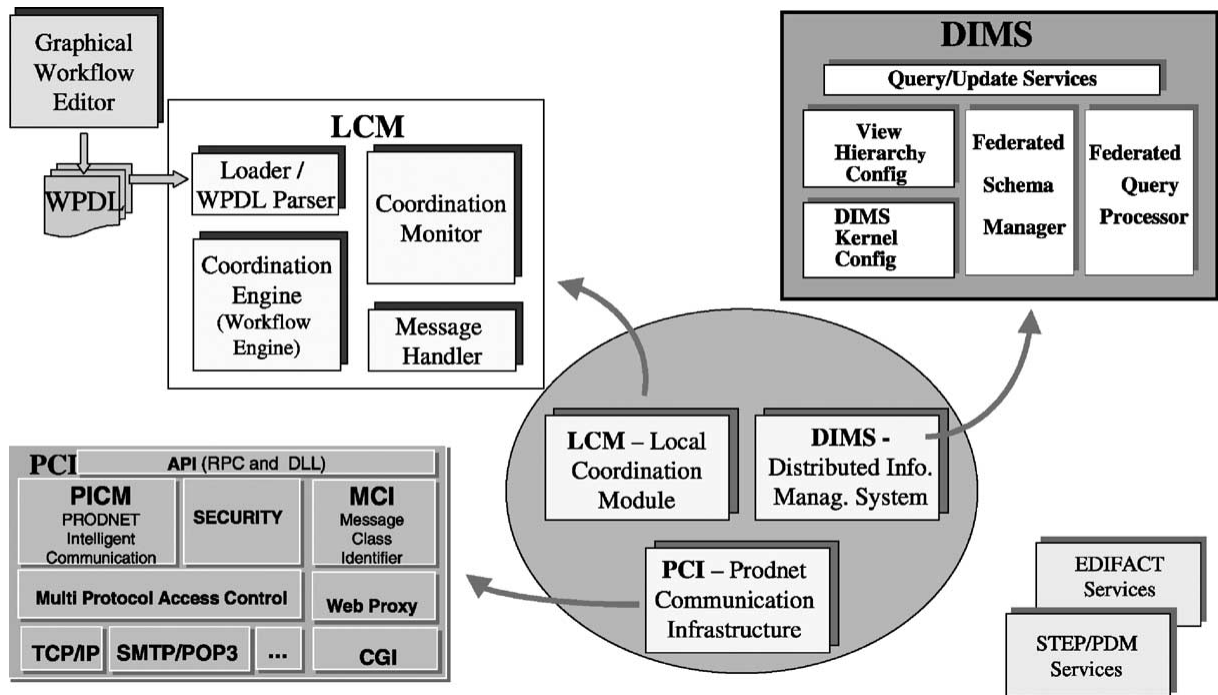 Graphical
Workflow
Editor
WPDL
LCM
Loader /
WPDL Parser
Coordination
Monitor
Coordination
Engine
(Workflow
Engine)
Message
Handler
DIMS
Query/Update Services
View
Hierarchy
Config
DIMS
Kernel
Config
Federated
Schema
Manager
Federated
Query
Processor
LCM – Local
Coordination
Module
DIMS -
Distributed Info.
Manag. System
PCI – Prodnet
Communication
Infrastructure
PCI
API (RPC and DLL)
PICM
PRODNET
Intelligent
Communication
SECURITY
MCI
Message
Class
Identifier
Multi Protocol Access Control
Web Proxy
TCP/IP
SMTP/POP3
...
CGI
EDIFACT
Services
STEP/PDM
Services